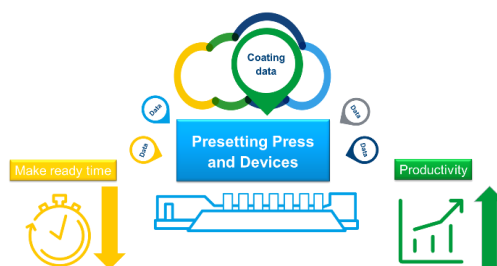 Coating
data
Data
Data
Data
Data
Presetting Press
and Devices
Make ready time
Productivity